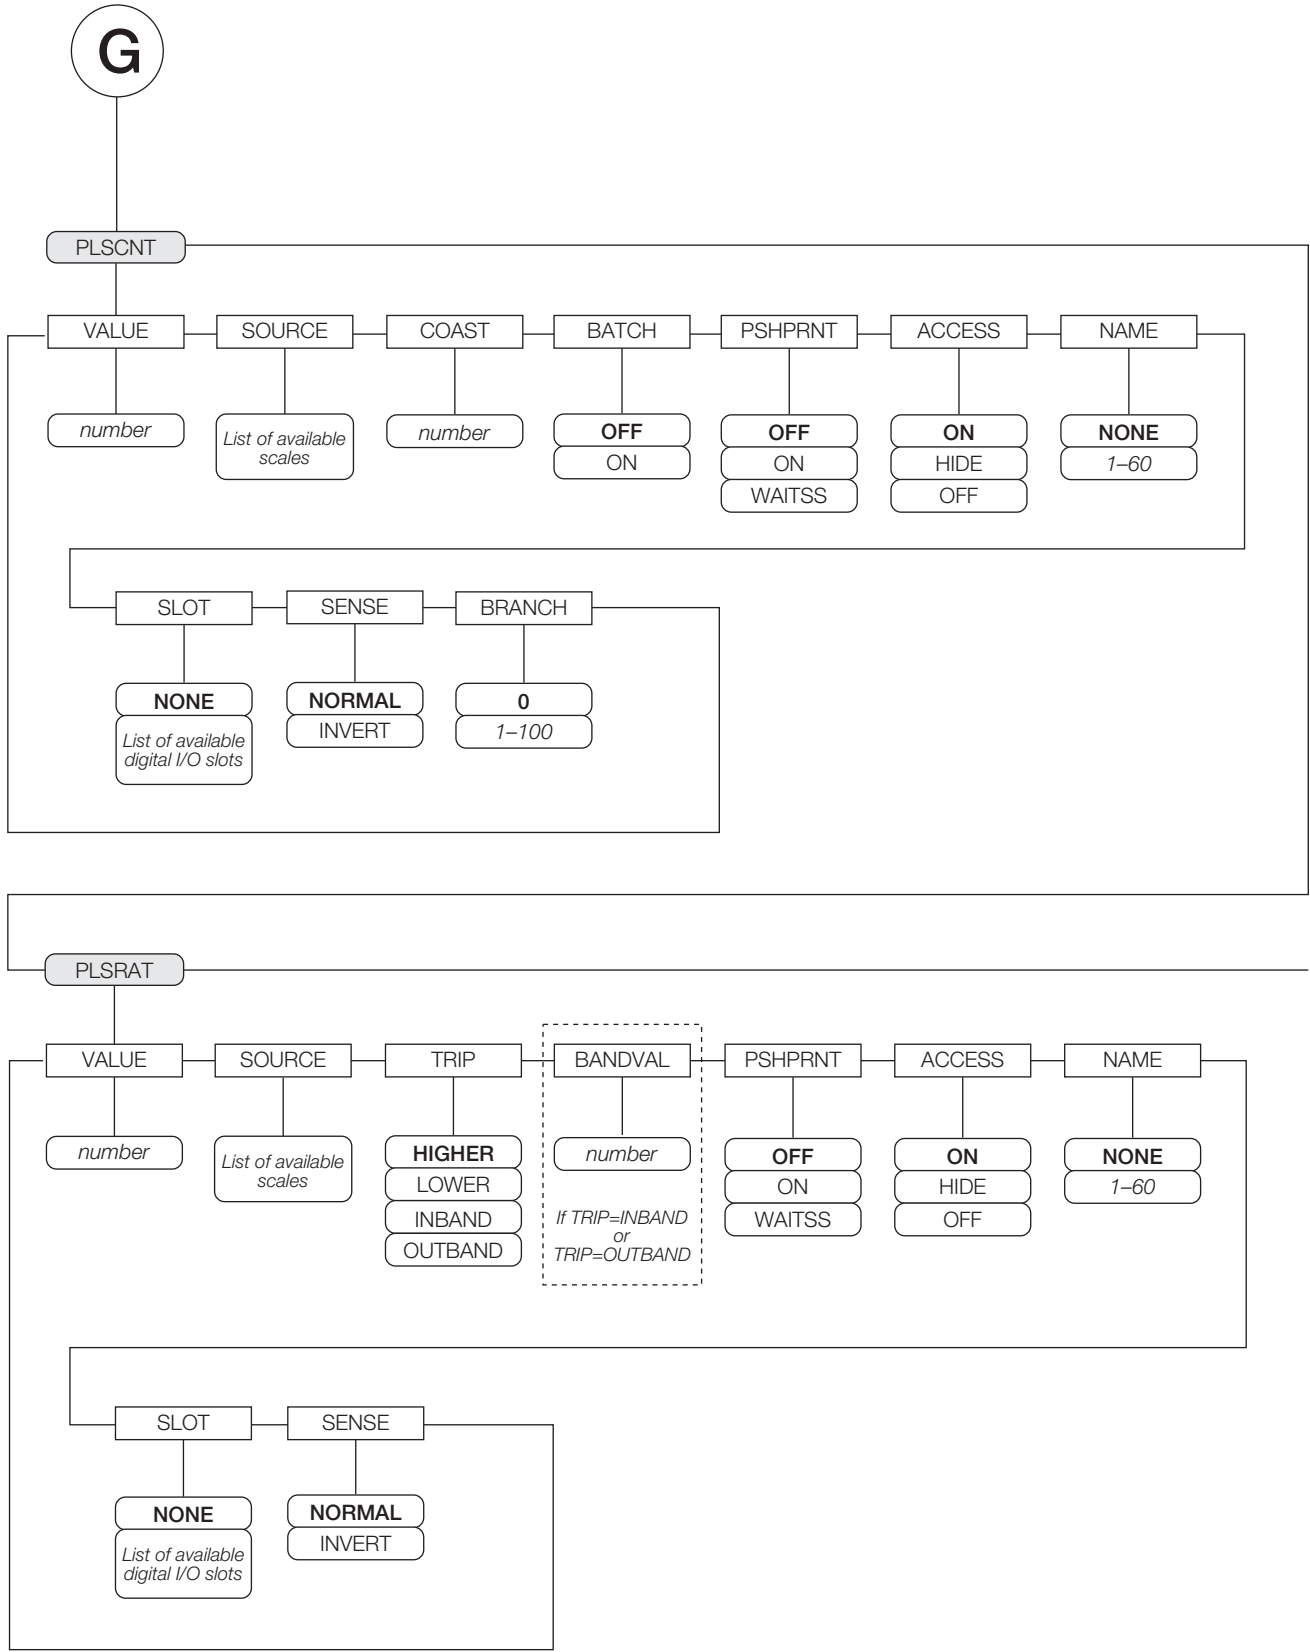 G
PLSCNT
VALUE
SOURCE
COAST
BATCH
PSHPRNT
ACCESS
NAME
number
List of available
scales
number
OFF
ON
OFF
ON
WAITSS
ON
HIDE
OFF
NONE
1–60
SLOT
SENSE
BRANCH
NONE
List of available
digital I/O slots
NORMAL
INVERT
0
1–100
PLSRAT
VALUE
SOURCE
TRIP
BANDVAL
PSHPRNT
ACCESS
NAME
number
List of available
scales
HIGHER
LOWER
INBAND
OUTBAND
number
If TRIP=INBAND
or
TRIP=OUTBAND
OFF
ON
WAITSS
ON
HIDE
OFF
NONE
1–60
SLOT
SENSE
NONE
List of available
digital I/O slots
NORMAL
INVERT